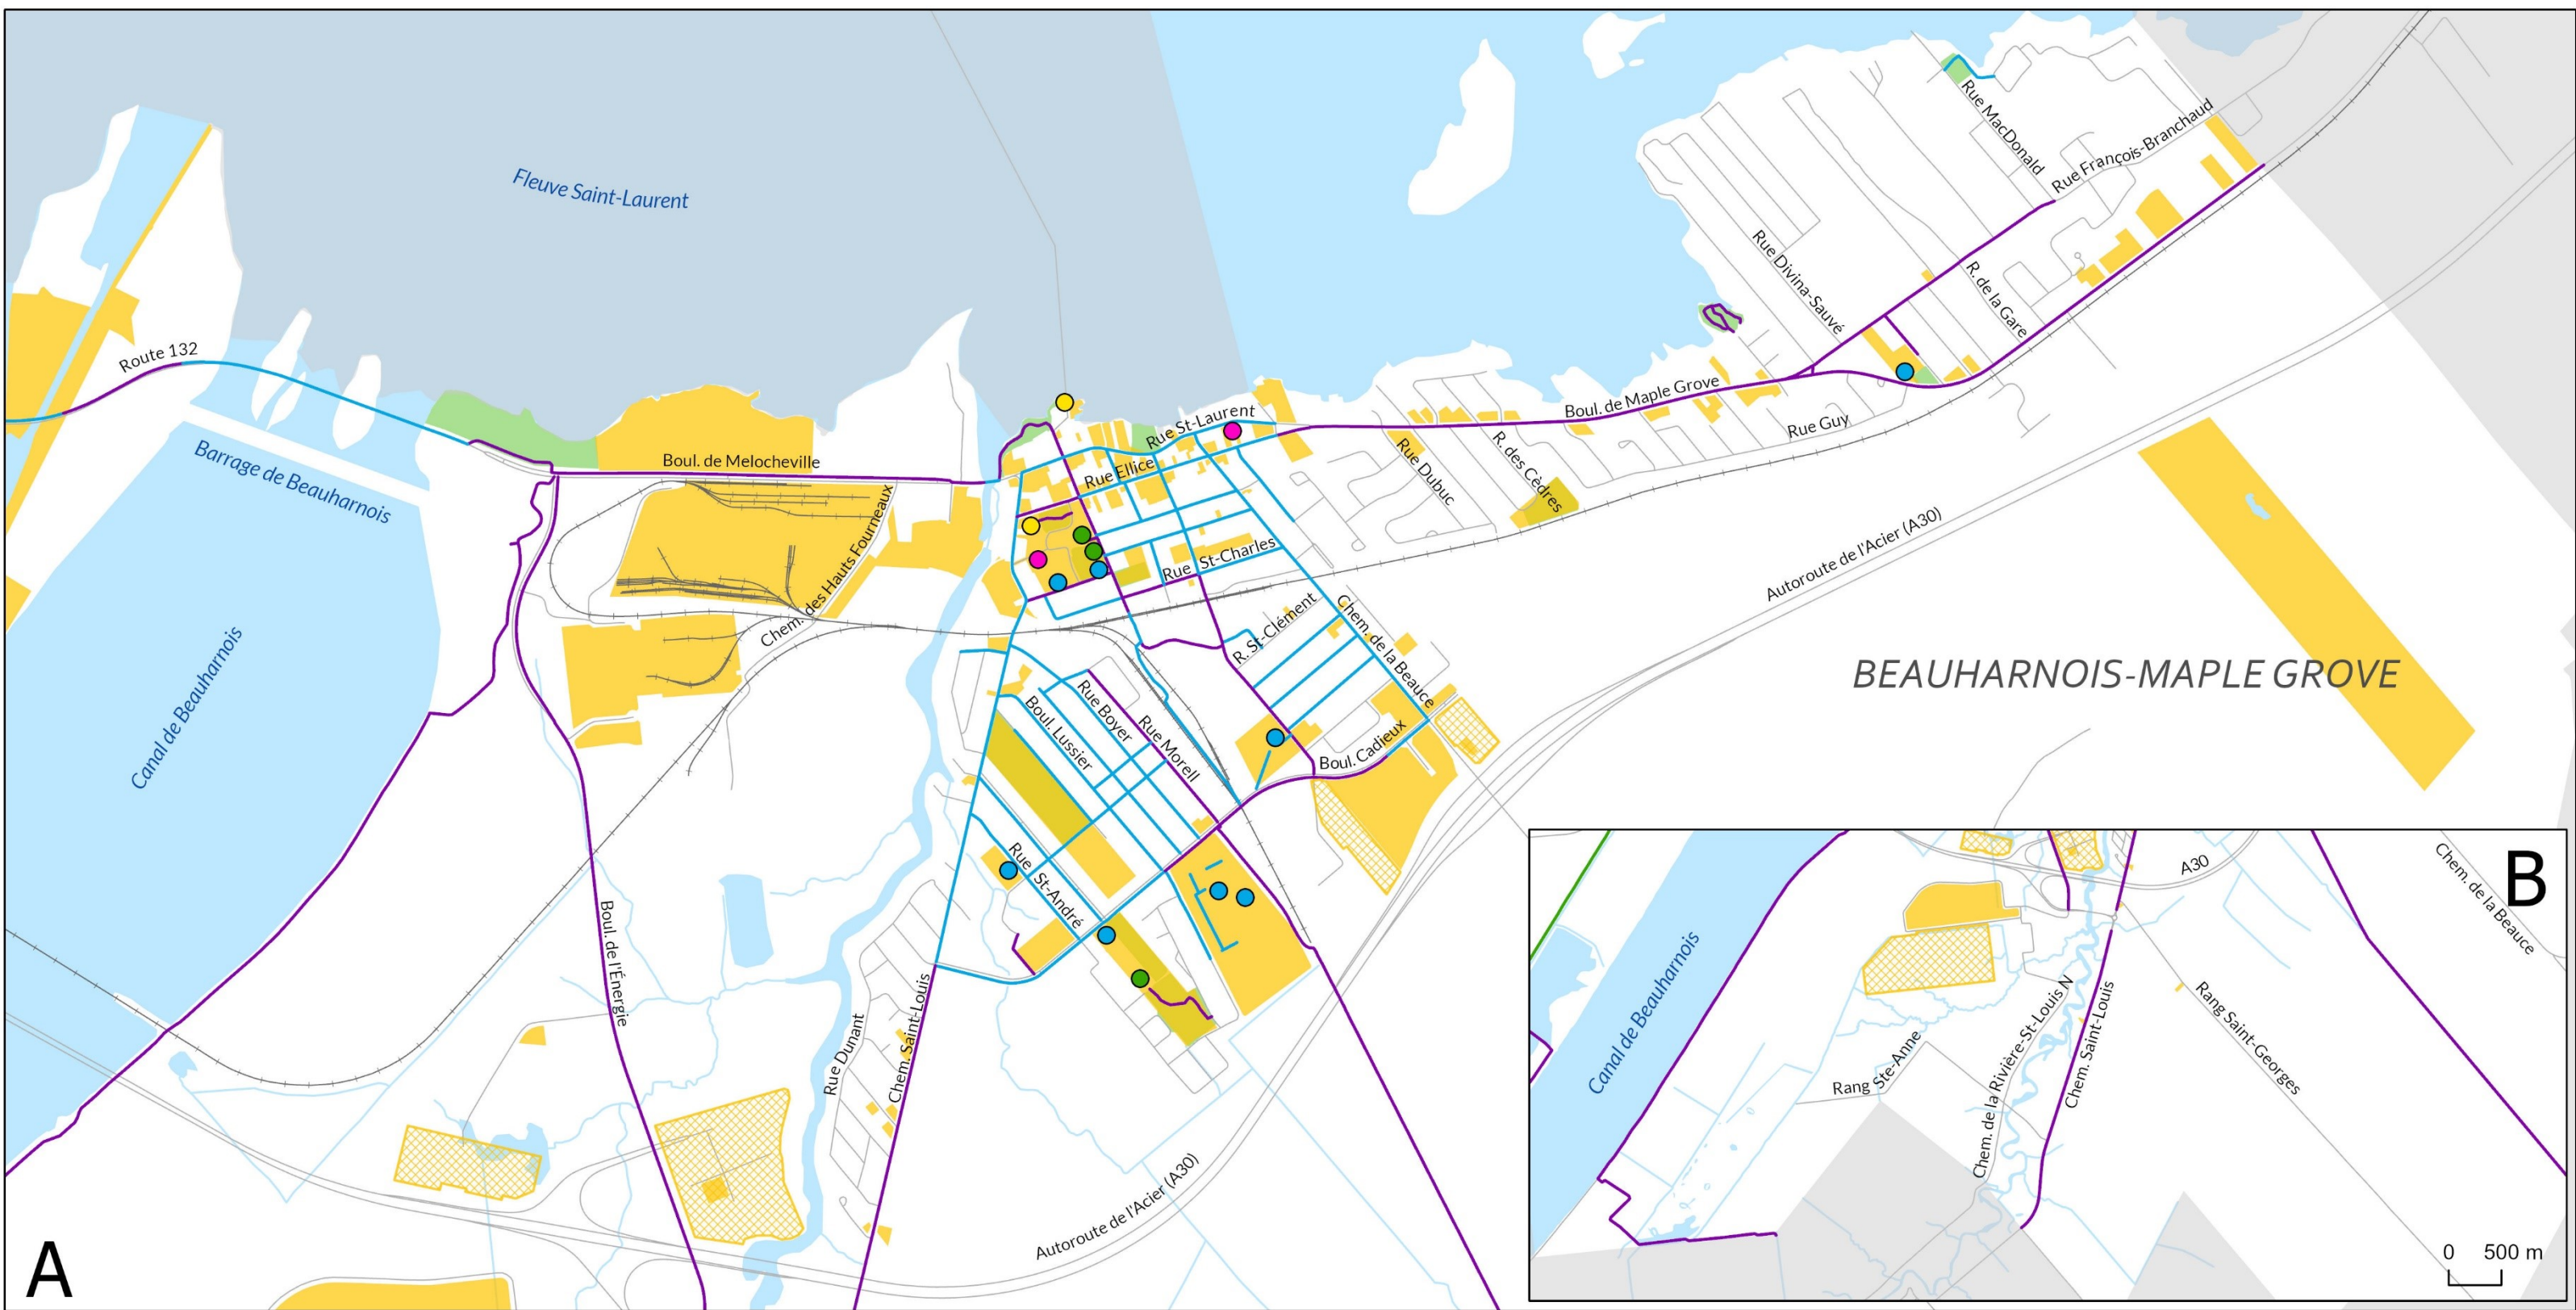 Fleuve Saint-Laurent
Route 132
Barrage de Beauharnois
Canal de Beauharnois
Boul. de Melocheville
Chem. des Hauts Fourneaux
Boul. de l'Énergie
Rue St-Laurent
Rue Ellice
Rue St-Charles
R. St-Clément
Chem. de la Beauce
Boul. Cadieux
Rue Boyer
Rue Morell
Boul. Lussier
Rue St-André
Rue Dunant
Chem. Saint-Louis
Autoroute de l'Acier (A30)
Boul. de Maple Grove
Rue Dubuc
R. des Cèdres
Rue Guy
Rue Divina-Sauvé
R. de la Gare
Rue MacDonald
Rue François-Branchaud
Autoroute de l'Acier (A30)
BEAUHARNOIS-MAPLE GROVE
A
B
A30
Chem. de la Beauce
Canal de Beauharnois
Chem. de la Rivière-St-Louis N
Chem. Saint-Louis
Rang Saint-Georges
Rang Ste-Anne
0 500 m